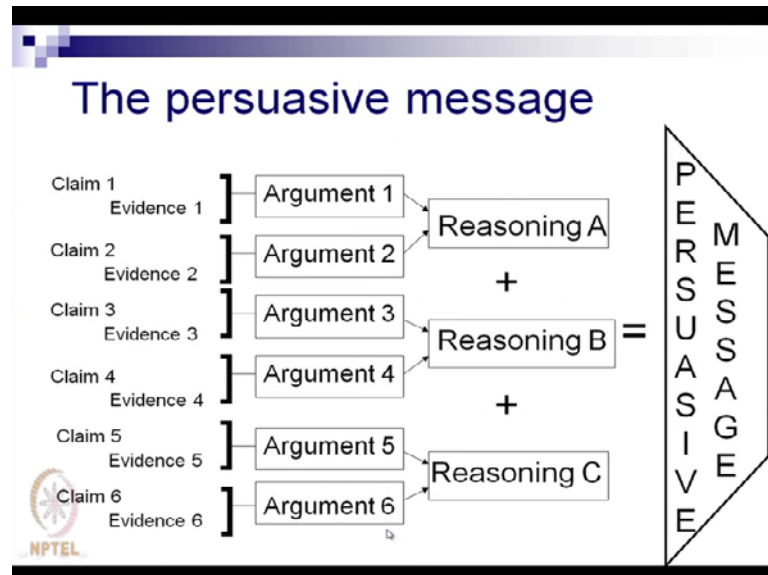 The persuasive message
Claim 1
Evidence 1
Argument 1
Claim 2
Evidence 2
Argument 2
Reasoning A
+
Claim 3
Evidence 3
Argument 3
Claim 4
Evidence 4
Argument 4
Reasoning B
+
Claim 5
Evidence 5
Argument 5
Claim 6
Evidence 6
Argument 6
Reasoning C
=
PERSUASIVE
MESSAGE
NPTEL